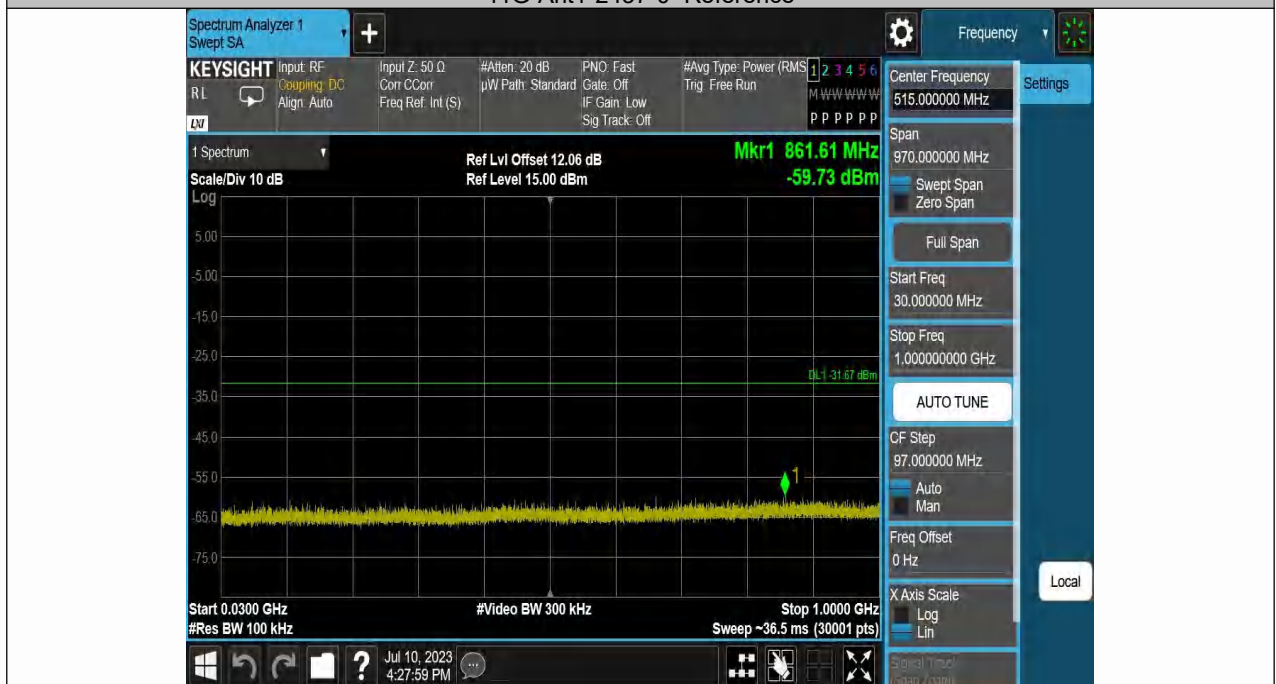 Spectrum Analyzer 1
Swept SA
+
Frequency
KEYSIGHT
RL
LXI
Input: RF
Coupling: DC
Align: Auto
Input Z: 50 Ω
Corr CCorr
Freq Ref: Int (S)
#Atten: 20 dB
µW Path: Standard
PNO: Fast
Gate: Off
IF Gain: Low
Sig Track: Off
#Avg Type: Power (RMS
Trig: Free Run
1 2 3 4 5 6
M W W W W W
P P P P P P
Center Frequency
515.000000 MHz
Settings
1 Spectrum
Scale/Div 10 dB
Log
Ref Lvl Offset 12.06 dB
Ref Level 15.00 dBm
Mkr1 861.61 MHz
-59.73 dBm
Span
970.000000 MHz
Swept Span
Zero Span
Full Span
Start Freq
30.000000 MHz
Stop Freq
1.000000000 GHz
AUTO TUNE
CF Step
97.000000 MHz
Auto
Man
Freq Offset
0 Hz
X Axis Scale
Log
Lin
Local
5.00
-5.00
-15.0
-25.0
DL1 -31.67 dBm
-35.0
-45.0
-55.0
1
-65.0
-75.0
Start 0.0300 GHz
#Res BW 100 kHz
#Video BW 300 kHz
Stop 1.0000 GHz
Sweep ~36.5 ms (30001 pts)
?
Jul 10, 2023
4:27:59 PM